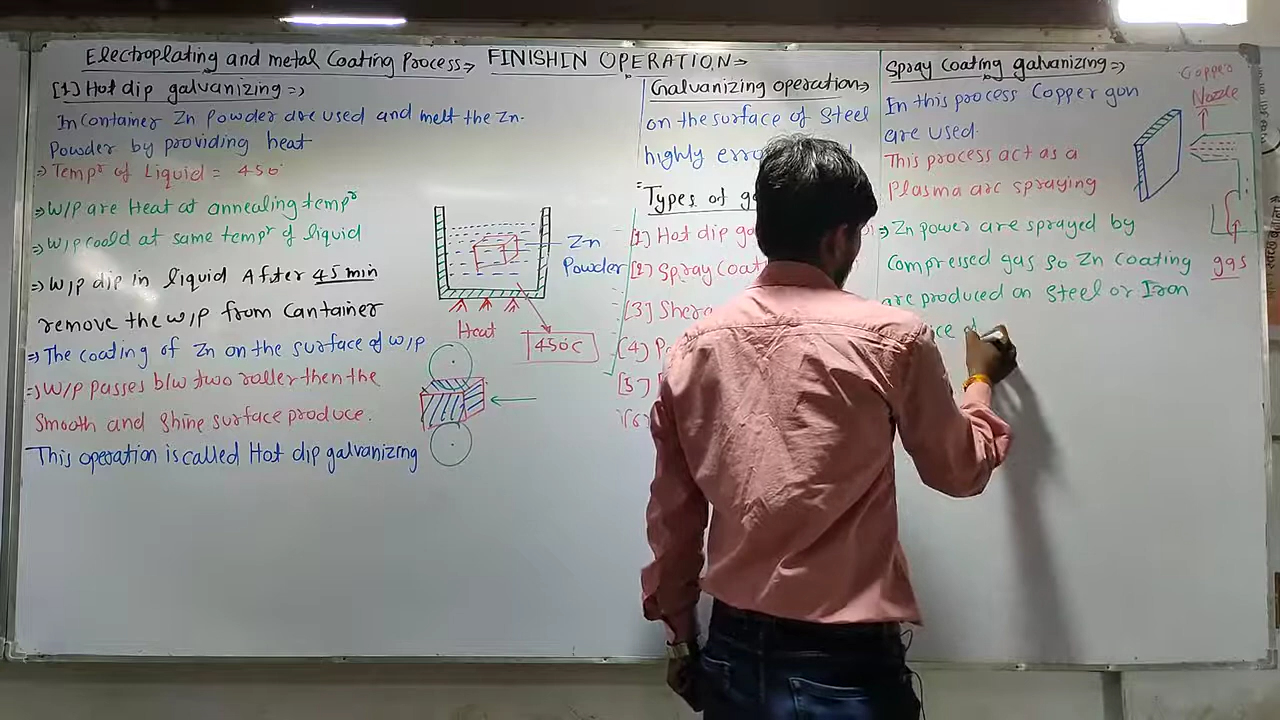 Electroplating and metal Coating Process⇒ FINISHIN OPERATION⇒
[1] Hot dip galvanizing =>
In container Zn Powder are used and melt the Zn.
Powder by providing heat
⇒ Tempr of Liquid = 450°
⇒ W/P are Heat at annealing tempr
⇒ W/P coold at same tempr of liquid
⇒ W/P dip in liquid After 45 min
remove the W/P from Cantainer
⇒ The coating of Zn on the surface of W/P
⇒ W/P Passes b/w two roller then the
Smooth and Shine surface produce.
This operation is called Hot dip galvanizing
Zn
Powder
Heat
450°C
Galvanizing operation⇒
on the surface of Steel
highly
Types of
[1] Hot dip
[2] Spray
[3]
[4]
[5]
[6]
Spray Coating galvanizing =>
In this process Copper gun
are used.
This process act as a
Plasma arc spraying
⇒ Zn power are sprayed by
compressed gas so Zn Coating
are produced on Steel or Iron
Copper
Nozzle
gas